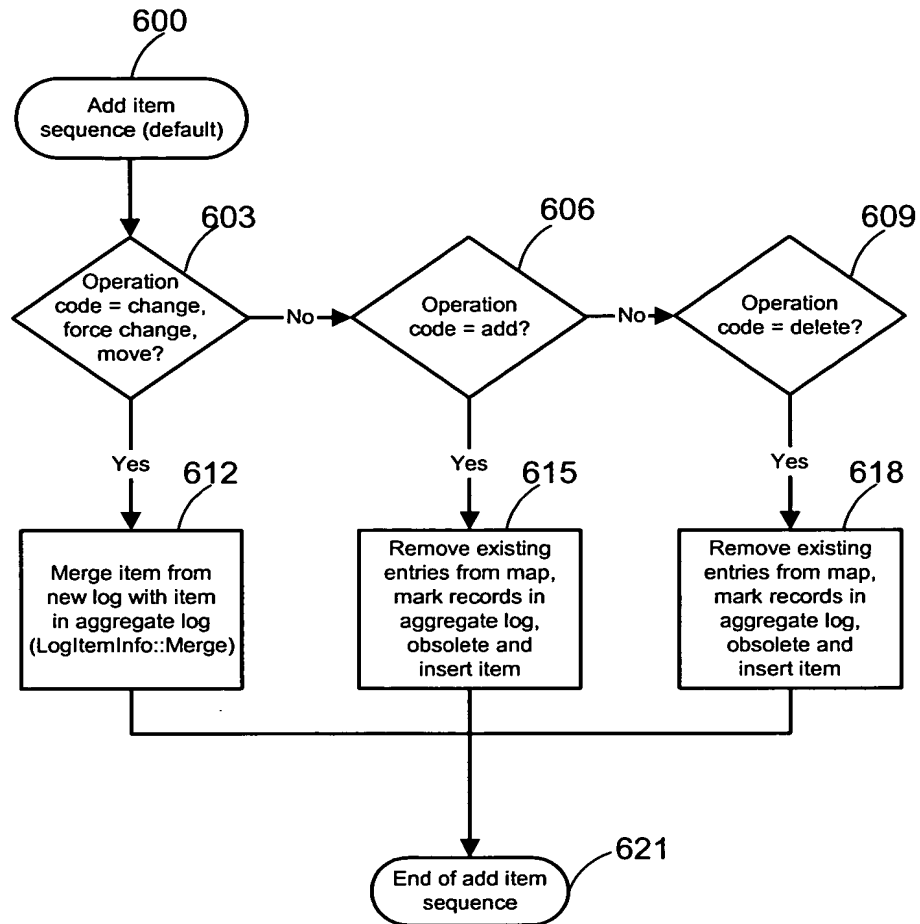 600
Add item
sequence (default)
603
606
609
Operation
code = change,
force change,
move?
No
Operation
code = add?
No
Operation
code = delete?
Yes
Yes
Yes
612
615
618
Merge item from
new log with item
in aggregate log
(LogItemInfo::Merge)
Remove existing
entries from map,
mark records in
aggregate log,
obsolete and
insert item
Remove existing
entries from map,
mark records in
aggregate log,
obsolete and
insert item
621
End of add item
sequence